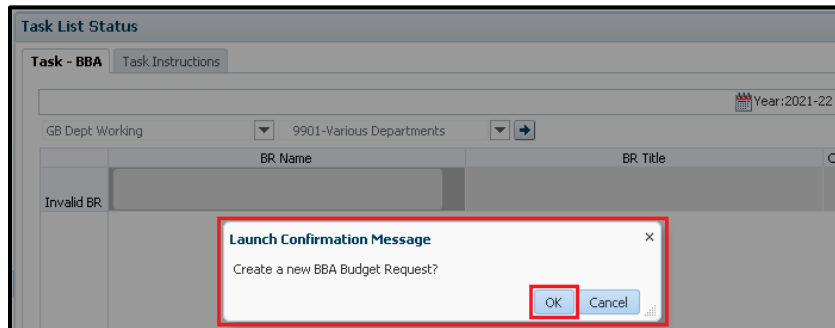 Task List Status
Task - BBA Task Instructions
Year:2021-22
GB Dept Working 9901-Various Departments
BR Name BR Title
Invalid BR
Launch Confirmation Message ×
Create a new BBA Budget Request?
OK Cancel